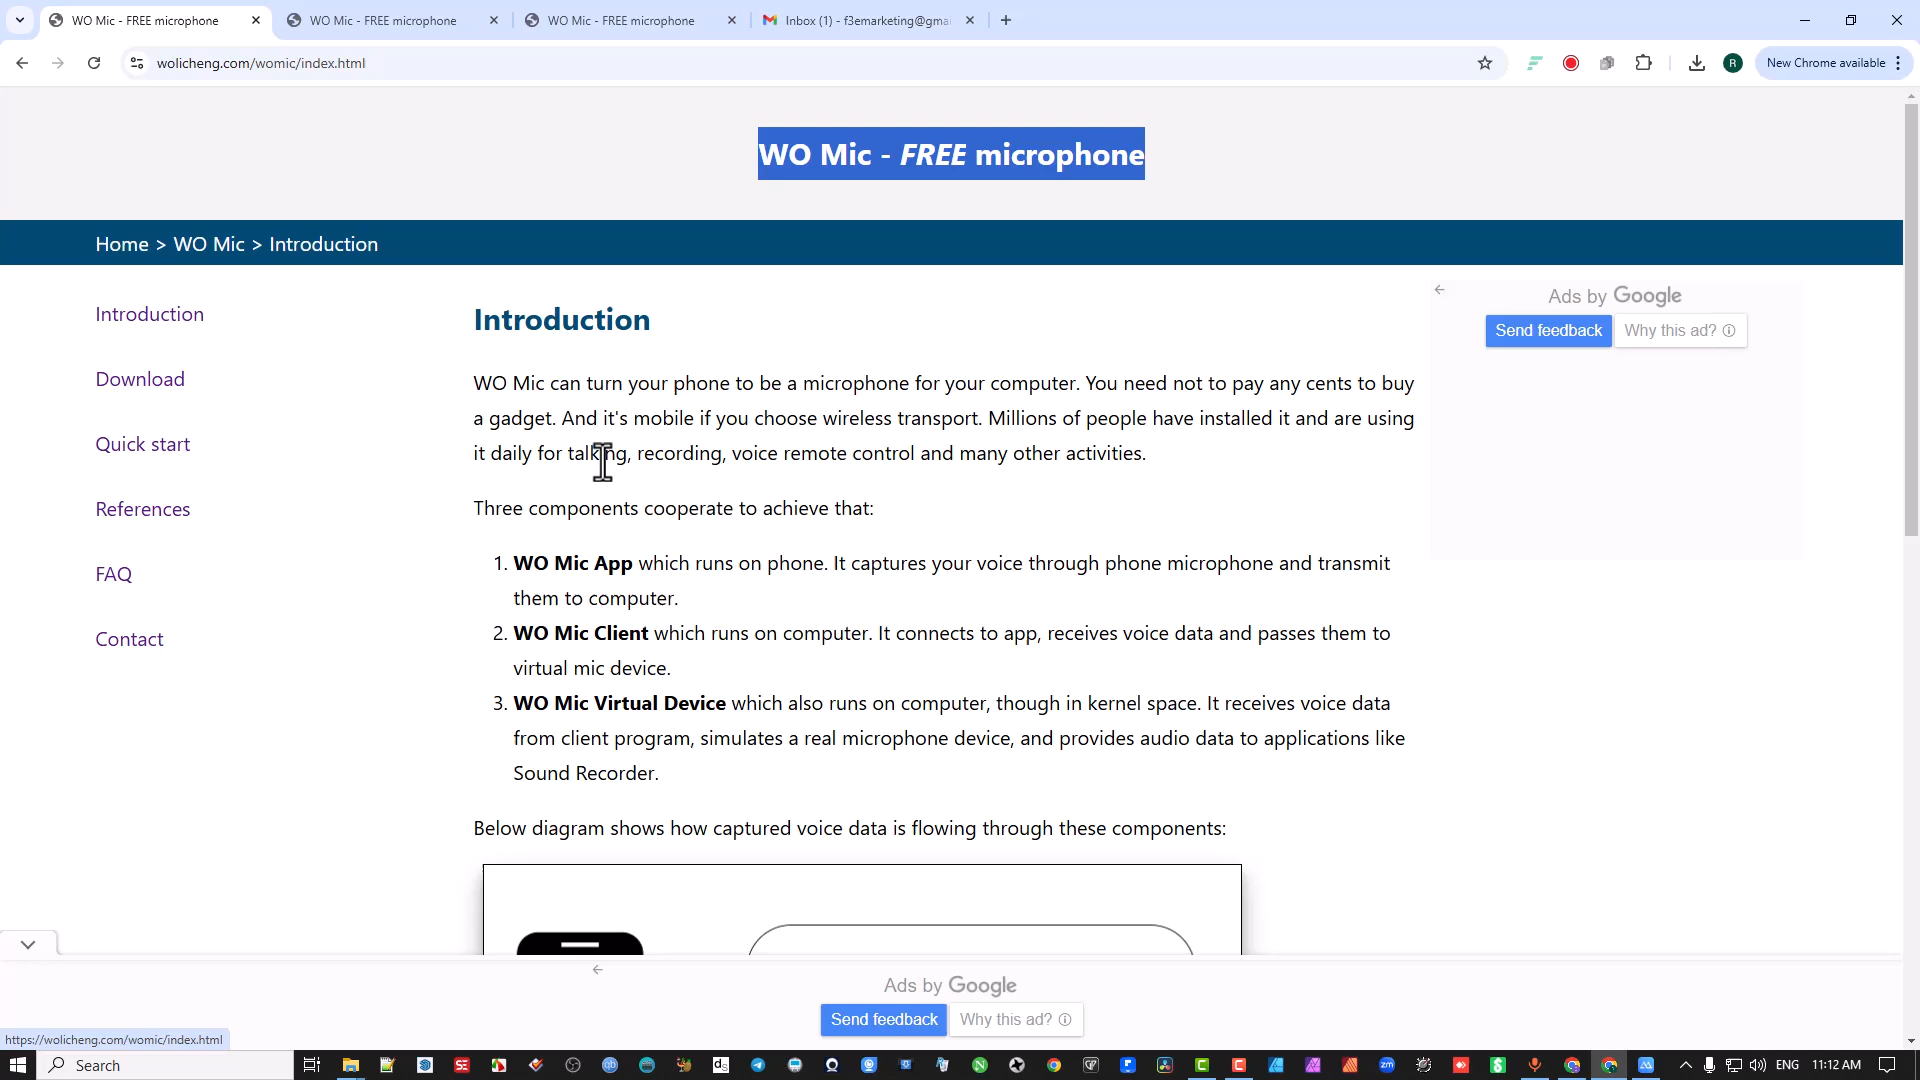 WO Mic - FREE microphone
WO Mic - FREE microphone
WO Mic - FREE microphone
Inbox (1) - f3emarketing@gma
wolicheng.com/womic/index.html
New Chrome available
WO Mic - FREE microphone
Home > WO Mic > Introduction
Introduction
Download
Quick start
References
FAQ
Contact
Introduction
WO Mic can turn your phone to be a microphone for your computer. You need not to pay any cents to buy
a gadget. And it's mobile if you choose wireless transport. Millions of people have installed it and are using
it daily for talking, recording, voice remote control and many other activities.
Three components cooperate to achieve that:
1. WO Mic App which runs on phone. It captures your voice through phone microphone and transmit
them to computer.
2. WO Mic Client which runs on computer. It connects to app, receives voice data and passes them to
virtual mic device.
3. WO Mic Virtual Device which also runs on computer, though in kernel space. It receives voice data
from client program, simulates a real microphone device, and provides audio data to applications like
Sound Recorder.
Below diagram shows how captured voice data is flowing through these components:
Ads by Google
Send feedback
Why this ad?
Ads by Google
Send feedback
Why this ad?
https://wolicheng.com/womic/index.html
Search
ENG
11:12 AM